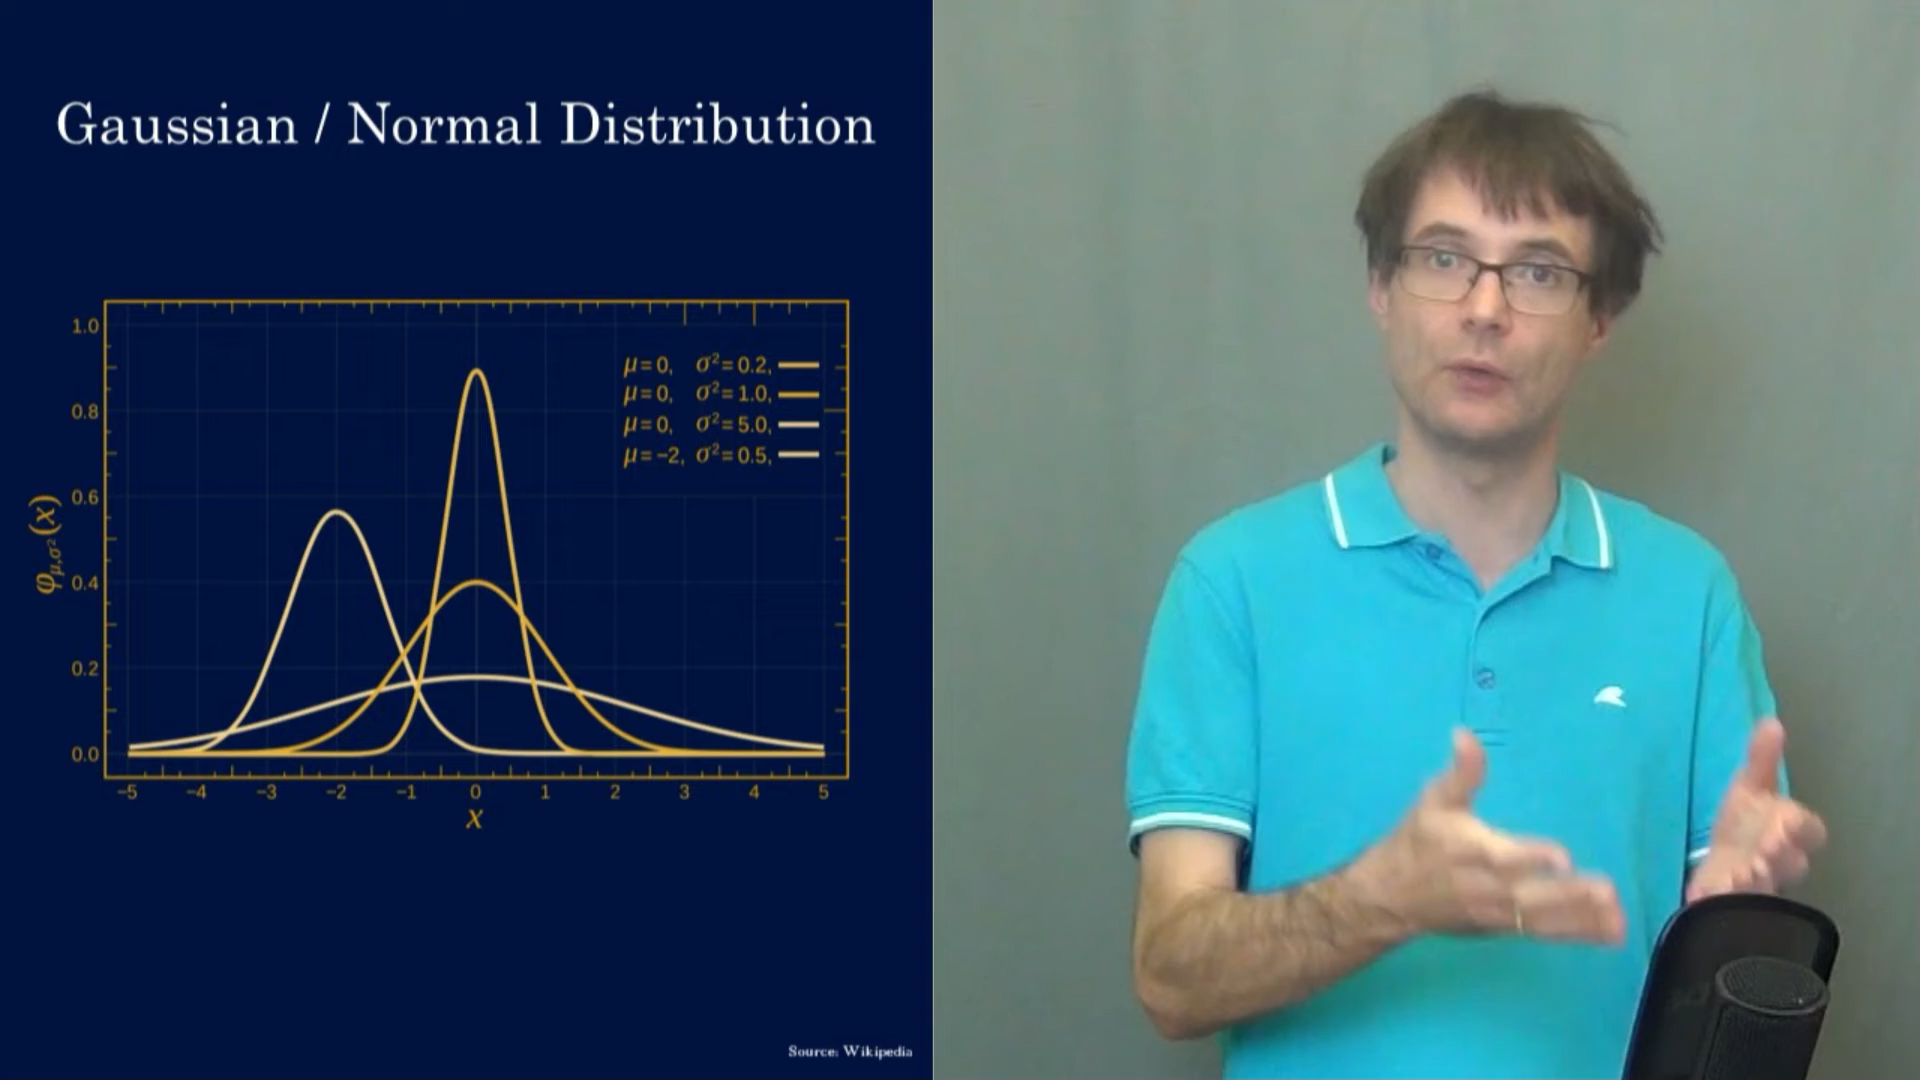 Gaussian / Normal Distribution
μ=0, σ²=0.2,
μ=0, σ²=1.0,
μ=0, σ²=5.0,
μ=−2, σ²=0.5,
φμ,σ²(x)
1.0
0.8
0.6
0.4
0.2
0.0
−5 −4 −3 −2 −1 0 1 2 3 4 5
x
Source: Wikipedia